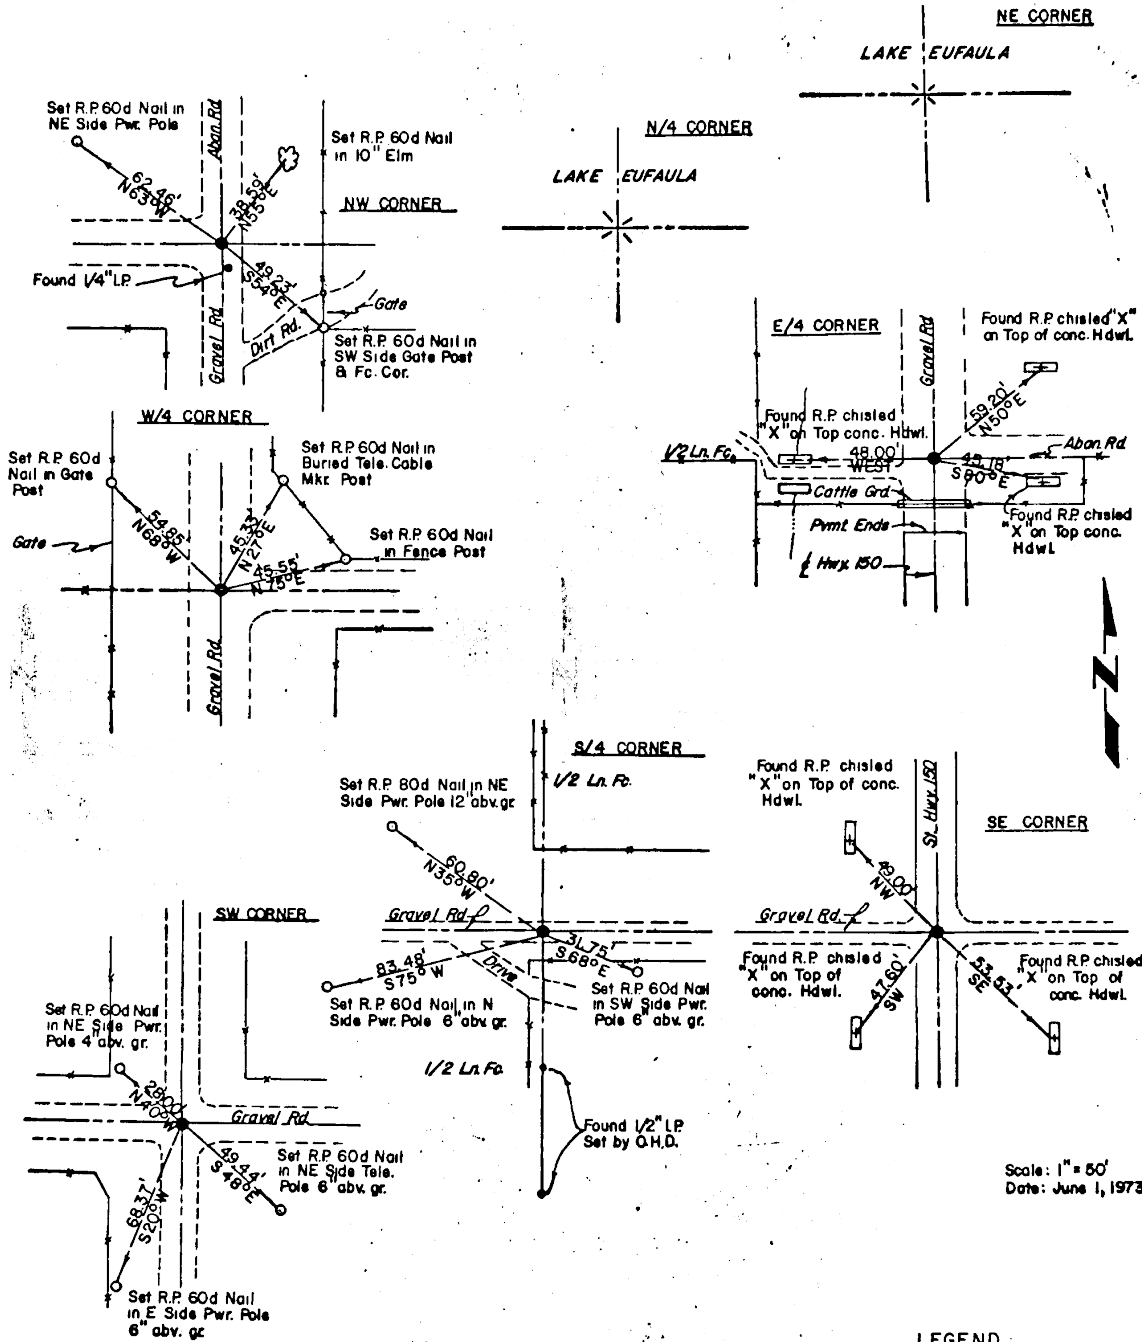 NE CORNER
LAKE EUFAULA
N/4 CORNER
LAKE EUFAULA
Set R.P. 60d Nail in
NE Side Pwr. Pole
Aban. Rd
Set R.P. 60d Nail
in 10" Elm
NW CORNER
62.46'
N63°W
38.59'
N55°E
49.23'
S54°E
Found 1/4" I.P.
Gravel Rd
Dirt Rd.
Gate
Set R.P. 60d Nail in
SW Side Gate Post
& Fc. Cor.
E/4 CORNER
Gravel Rd
Found R.P. chisled "X"
on Top of conc. Hdwl.
59.20'
N50°E
Found R.P. chisled
"X" on Top conc. Hdwl.
48.00'
WEST
Aban. Rd
45.18'
S80°E
1/2 Ln. Fc.
Cattle Grd
Pvmt Ends
℄ Hwy. 150
Found R.P. chisled
"X" on Top conc.
Hdwl.
W/4 CORNER
Set R.P. 60d
Nail in Gate
Post
Set R.P. 60d Nail in
Buried Tele. Cable
Mkr. Post
Set R.P. 60d Nail
in Fence Post
Gate
54.85'
N68°W
45.33'
N27°E
45.55'
N75°E
Gravel Rd
N
S/4 CORNER
1/2 Ln. Fc.
Set R.P. 80d Nail in NE
Side Pwr. Pole 12" abv. gr.
60.80'
N35°W
Gravel Rd
83.48'
S75°W
Drive
31.75'
S68°E
Set R.P. 60d Nail in N
Side Pwr. Pole 6" abv. gr.
Set R.P. 60d Nail
in SW Side Pwr.
Pole 6" abv. gr.
1/2 Ln. Fc.
Found 1/2" I.P.
Set by O.H.D.
Found R.P. chisled
"X" on Top of conc.
Hdwl.
St. Hwy. 150
SE CORNER
49.00'
NW
Gravel Rd.
Found R.P. chisled
"X" on Top of
conc. Hdwl.
47.60'
SW
53.53'
SE
Found R.P. chisled
"X" on Top of
conc. Hdwl.
SW CORNER
Set R.P. 60d Nail
in NE Side Pwr.
Pole 4" abv. gr.
28.00'
N40°W
Gravel Rd
49.44'
S48°E
Set R.P. 60d Nail
in NE Side Tele.
Pole 6" abv. gr.
68.37'
S20°W
Set R.P. 60d Nail
in E Side Pwr. Pole
6" abv. gr.
Scale: 1" = 50'
Date: June 1, 1973
LEGEND